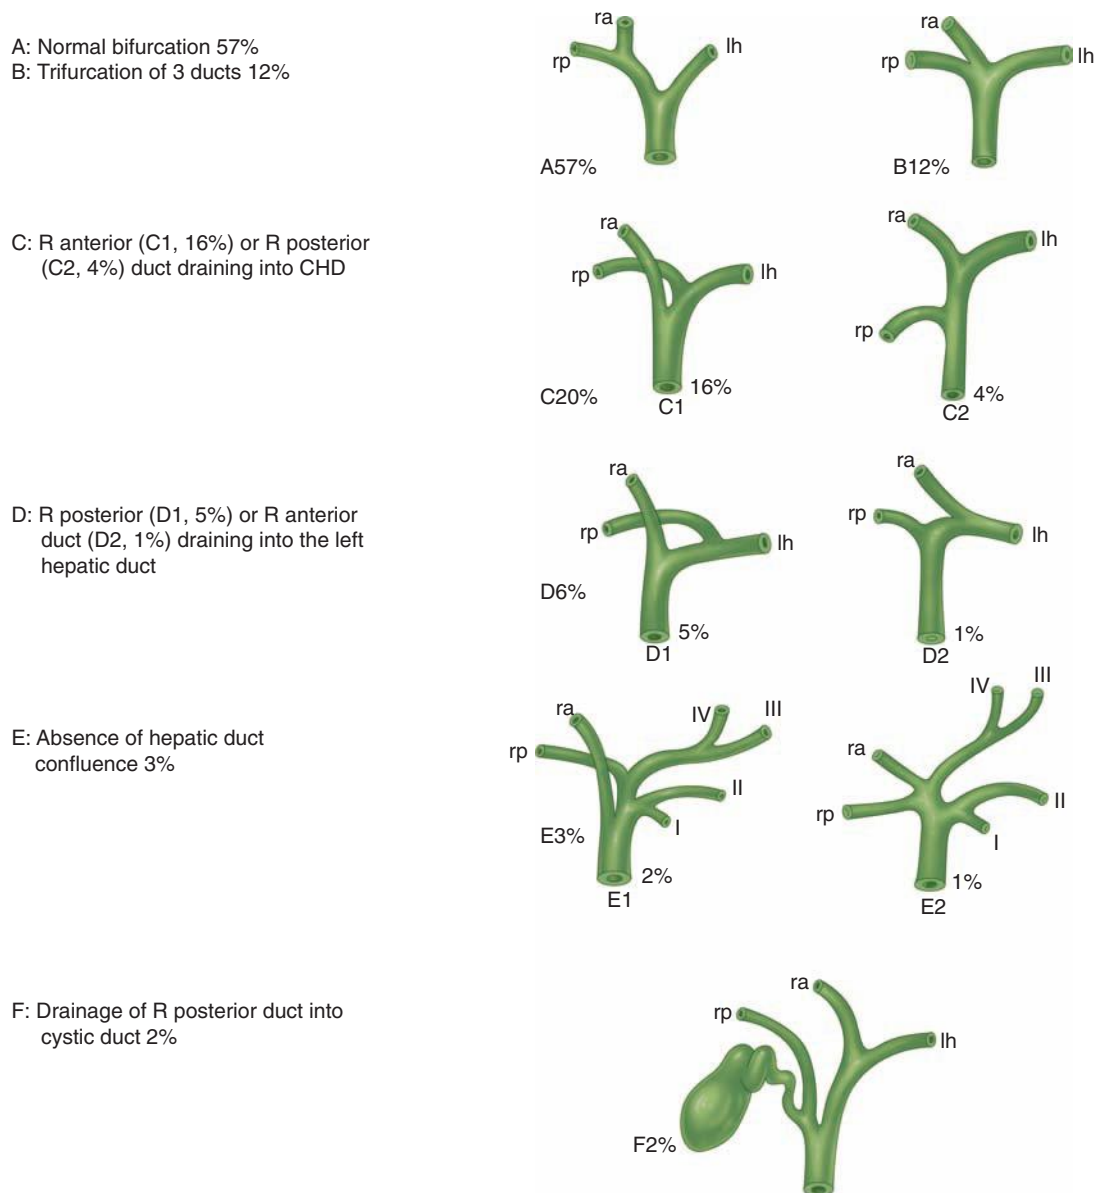 A: Normal bifurcation 57%
B: Trifurcation of 3 ducts 12%
ra
rp
lh
A57%
ra
rp
lh
B12%
C: R anterior (C1, 16%) or R posterior
(C2, 4%) duct draining into CHD
ra
rp
lh
C20%
16%
C1
ra
lh
rp
4%
C2
D: R posterior (D1, 5%) or R anterior
duct (D2, 1%) draining into the left
hepatic duct
ra
rp
lh
D6%
5%
D1
ra
rp
lh
1%
D2
E: Absence of hepatic duct
confluence 3%
ra
rp
IV
III
II
I
E3%
2%
E1
IV
III
ra
rp
II
I
1%
E2
F: Drainage of R posterior duct into
cystic duct 2%
ra
rp
lh
F2%